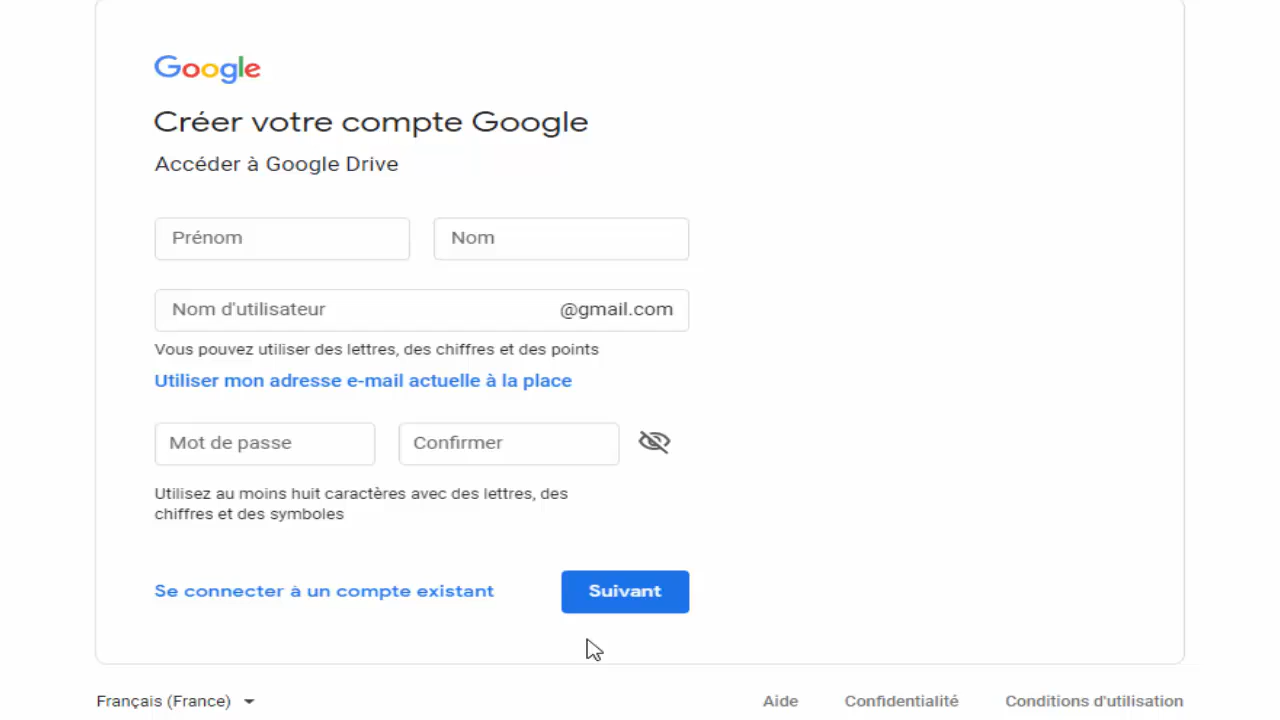 Google
Créer votre compte Google
Accéder à Google Drive
Prénom Nom
Nom d'utilisateur @gmail.com
Vous pouvez utiliser des lettres, des chiffres et des points
Utiliser mon adresse e-mail actuelle à la place
Mot de passe Confirmer
Utilisez au moins huit caractères avec des lettres, des
chiffres et des symboles
Se connecter à un compte existant Suivant
Français (France) Aide Confidentialité Conditions d'utilisation